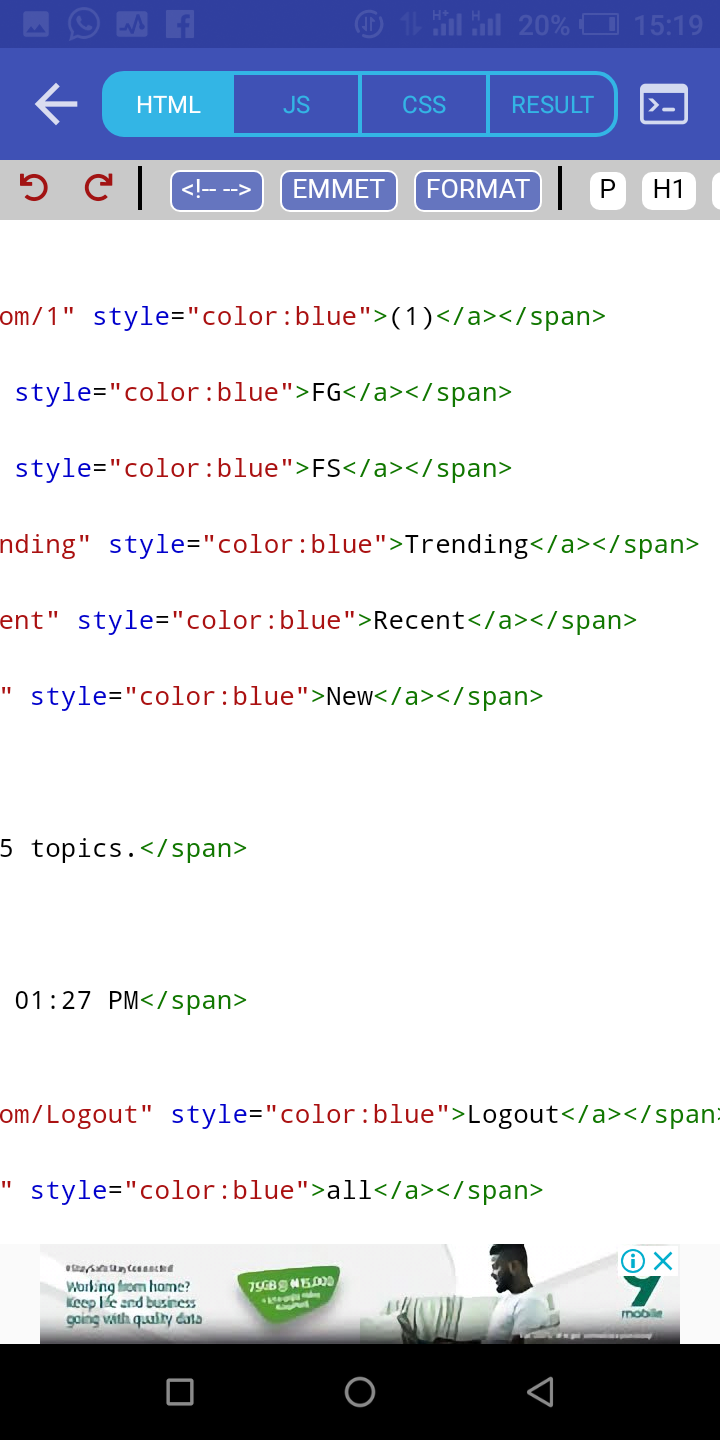 H+ H 20% 15:19
HTML JS CSS RESULT
<!-- --> EMMET FORMAT P H1
om/1" style="color:blue">(1)</a></span>
style="color:blue">FG</a></span>
style="color:blue">FS</a></span>
nding" style="color:blue">Trending</a></span>
ent" style="color:blue">Recent</a></span>
" style="color:blue">New</a></span>
5 topics.</span>
01:27 PM</span>
om/Logout" style="color:blue">Logout</a></span>
" style="color:blue">all</a></span>
#StaySafeStayConnected
Working from home?
Keep life and business
going with quality data
75GB @ ₦15,000
9
mobile